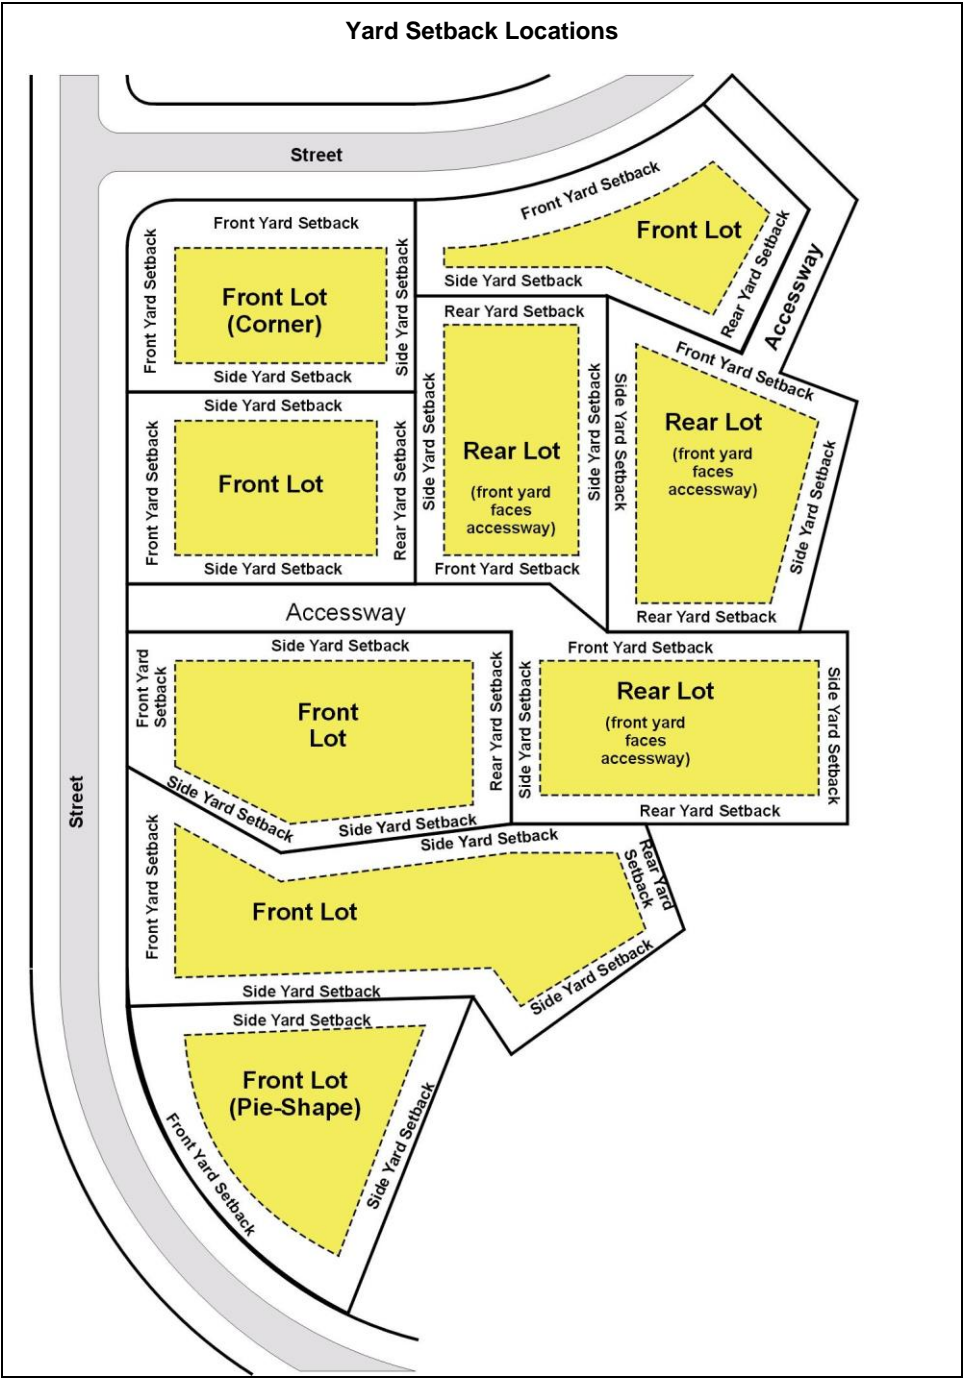 Yard Setback Locations
Street
Front Yard Setback
Front Lot
Rear Yard Setback
Accessway
Side Yard Setback
Front Yard Setback
Front Yard Setback
Front Lot
(Corner)
Side Yard Setback
Side Yard Setback
Rear Yard Setback
Side Yard Setback
Rear Lot
(front yard
faces
accessway)
Side Yard Setback
Front Yard Setback
Front Yard Setback
Side Yard Setback
Rear Lot
(front yard
faces
accessway)
Side Yard Setback
Rear Yard Setback
Side Yard Setback
Front Yard Setback
Front Lot
Rear Yard Setback
Side Yard Setback
Accessway
Side Yard Setback
Front Yard
Setback
Front
Lot
Rear Yard Setback
Side Yard Setback
Side Yard Setback
Front Yard Setback
Side Yard Setback
Rear Lot
(front yard
faces
accessway)
Side Yard Setback
Rear Yard Setback
Street
Side Yard Setback
Front Yard Setback
Front Lot
Rear Yard
Setback
Side Yard Setback
Side Yard Setback
Side Yard Setback
Front Lot
(Pie-Shape)
Front Yard Setback
Side Yard Setback